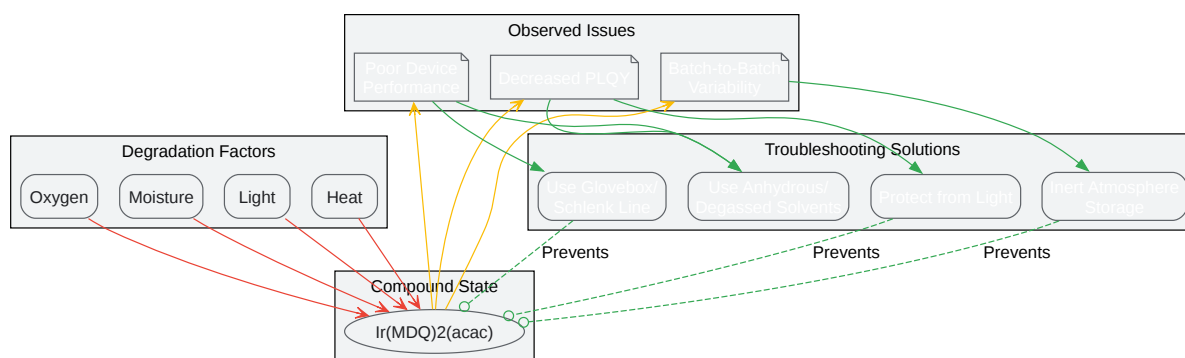 Observed Issues
Poor Device
Performance
Decreased PLQY
Batch-to-Batch
Variability
Degradation Factors
Oxygen
Moisture
Light
Heat
Troubleshooting Solutions
Use Glovebox/
Schlenk Line
Use Anhydrous/
Degassed Solvents
Protect from Light
Inert Atmosphere
Storage
Prevents
Prevents
Prevents
Compound State
Ir(MDQ)2(acac)